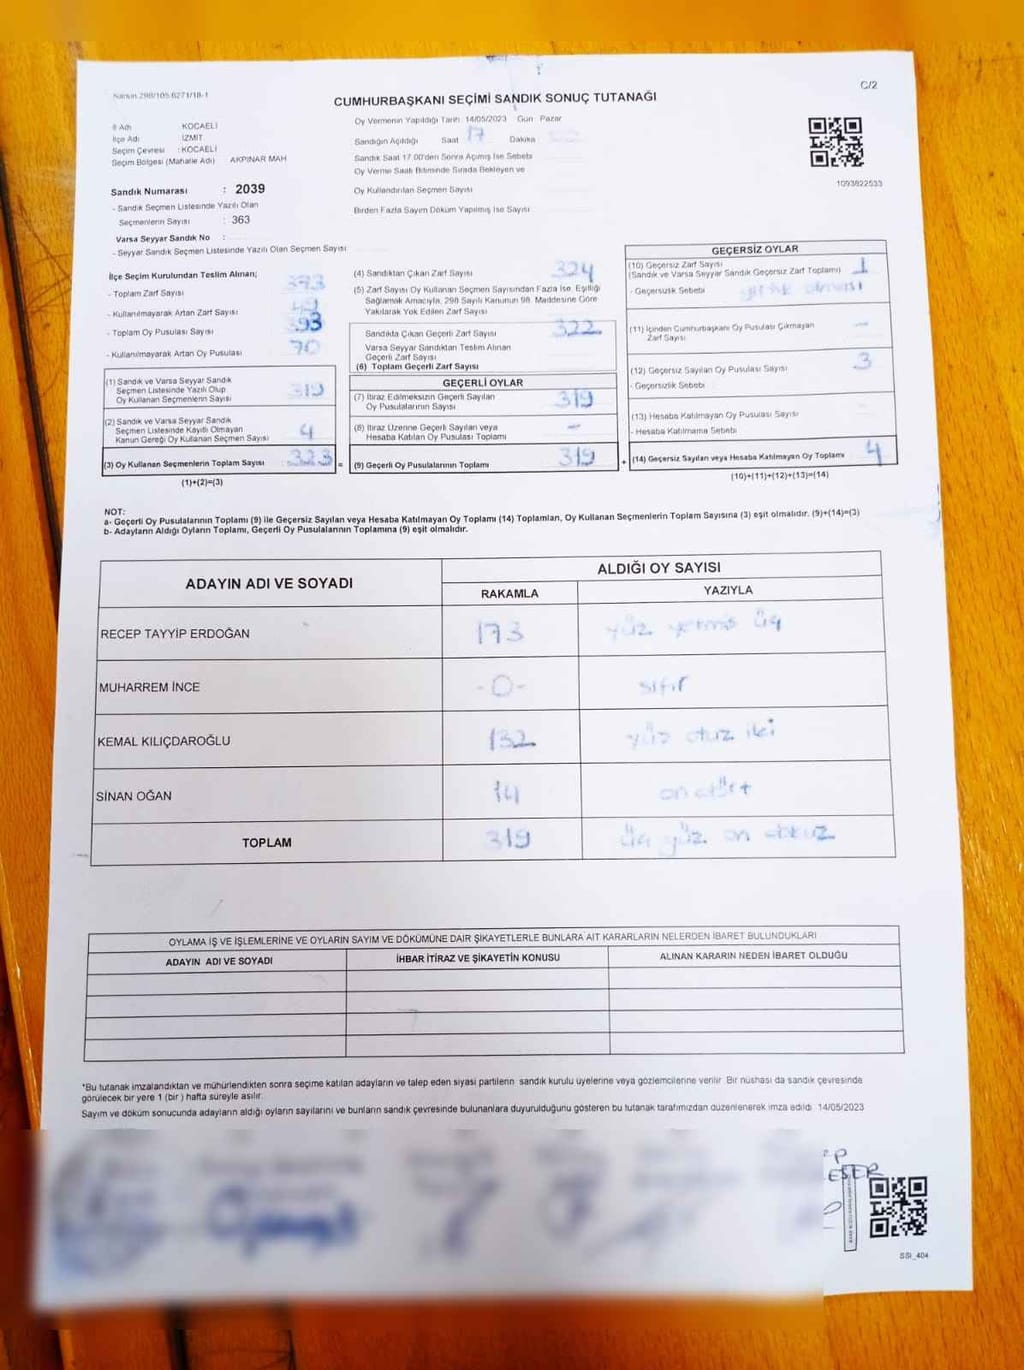 Kanun 298/105 6271/18-1
C/2
CUMHURBAŞKANI SEÇİMİ SANDIK SONUÇ TUTANAĞI
İl Adı KOCAELİ
İlçe Adı İZMİT
Seçim Çevresi : KOCAELİ
Seçim Bölgesi (Mahalle Adı) AKPINAR MAH
Sandık Numarası : 2039
- Sandık Seçmen Listesinde Yazılı Olan
Seçmenlerin Sayısı : 363
Varsa Seyyar Sandık No :
- Seyyar Sandık Seçmen Listesinde Yazılı Olan Seçmen Sayısı
Oy Vermenin Yapıldığı Tarih 14/05/2023 Gün Pazar
Sandığın Açıldığı Saat 17 Dakika
Sandık Saat 17.00'den Sonra Açılmış İse Sebebi
Oy Verme Saati Bitiminde Sırada Bekleyen ve
Oy Kullandırılan Seçmen Sayısı
Birden Fazla Sayım Döküm Yapılmış İse Sayısı
1093822533
İlçe Seçim Kurulundan Teslim Alınan;
- Toplam Zarf Sayısı 373
- Kullanılmayarak Artan Zarf Sayısı 49
- Toplam Oy Pusulası Sayısı 393
- Kullanılmayarak Artan Oy Pusulası 70
(1) Sandık ve Varsa Seyyar Sandık
Seçmen Listesinde Yazılı Olup
Oy Kullanan Seçmenlerin Sayısı 319
(2) Sandık ve Varsa Seyyar Sandık
Seçmen Listesinde Kayıtlı Olmayan
Kanun Gereği Oy Kullanan Seçmen Sayısı 4
(3) Oy Kullanan Seçmenlerin Toplam Sayısı 323 =
(1)+(2)=(3)
(4) Sandıktan Çıkan Zarf Sayısı 324
(5) Zarf Sayısı Oy Kullanan Seçmen Sayısından Fazla İse, Eşitliği
Sağlamak Amacıyla, 298 Sayılı Kanunun 98. Maddesine Göre
Yakılarak Yok Edilen Zarf Sayısı
Sandıkta Çıkan Geçerli Zarf Sayısı 322
Varsa Seyyar Sandıktan Teslim Alınan
Geçerli Zarf Sayısı
(6) Toplam Geçerli Zarf Sayısı
GEÇERLİ OYLAR
(7) İtiraz Edilmeksizin Geçerli Sayılan
Oy Pusulalarının Sayısı 319
(8) İtiraz Üzerine Geçerli Sayılan veya
Hesaba Katılan Oy Pusulası Toplamı -
(9) Geçerli Oy Pusulalarının Toplamı 319 +
GEÇERSİZ OYLAR
(10) Geçersiz Zarf Sayısı
(Sandık ve Varsa Seyyar Sandık Geçersiz Zarf Toplamı) 1
- Geçersizlik Sebebi yırtık olması
(11) İçinden Cumhurbaşkanı Oy Pusulası Çıkmayan
Zarf Sayısı -
(12) Geçersiz Sayılan Oy Pusulası Sayısı 3
- Geçersizlik Sebebi
(13) Hesaba Katılmayan Oy Pusulası Sayısı
- Hesaba Katılmama Sebebi
(14) Geçersiz Sayılan veya Hesaba Katılmayan Oy Toplamı 4
(10)+(11)+(12)+(13)=(14)
NOT:
a- Geçerli Oy Pusulalarının Toplamı (9) ile Geçersiz Sayılan veya Hesaba Katılmayan Oy Toplamı (14) Toplamları, Oy Kullanan Seçmenlerin Toplam Sayısına (3) eşit olmalıdır. (9)+(14)=(3)
b- Adayların Aldığı Oyların Toplamı, Geçerli Oy Pusulalarının Toplamına (9) eşit olmalıdır.
ADAYIN ADI VE SOYADI ALDIĞI OY SAYISI
RAKAMLA YAZIYLA
RECEP TAYYİP ERDOĞAN 173 yüz yetmiş üç
MUHARREM İNCE -0- sıfır
KEMAL KILIÇDAROĞLU 132 yüz otuz iki
SİNAN OĞAN 14 on dört
TOPLAM 319 üç yüz on dokuz
OYLAMA İŞ VE İŞLEMLERİNE VE OYLARIN SAYIM VE DÖKÜMÜNE DAİR ŞİKAYETLERLE BUNLARA AİT KARARLARIN NELERDEN İBARET BULUNDUKLARI
ADAYIN ADI VE SOYADI İHBAR İTİRAZ VE ŞİKAYETİN KONUSU ALINAN KARARIN NEDEN İBARET OLDUĞU
*Bu tutanak imzalandıktan ve mühürlendikten sonra seçime katılan adayların ve talep eden siyasi partilerin sandık kurulu üyelerine veya gözlemcilerine verilir. Bir nüshası da sandık çevresinde
görülecek bir yere 1 (bir) hafta süreyle asılır.
Sayım ve döküm sonucunda adayların aldığı oyların sayılarını ve bunların sandık çevresinde bulunanlara duyurulduğunu gösteren bu tutanak tarafımızdan düzenlenerek imza edildi. 14/05/2023
SSI_404